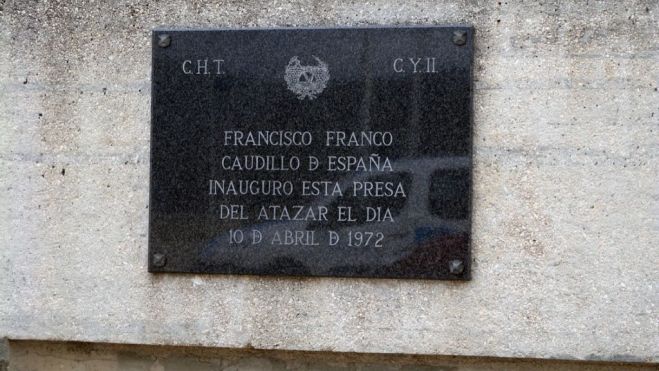 C.H.T. C.Y.II.
FRANCISCO FRANCO
CAUDILLO D ESPAÑA
INAUGURO ESTA PRESA
DEL ATAZAR EL DIA
10 D ABRIL D 1972